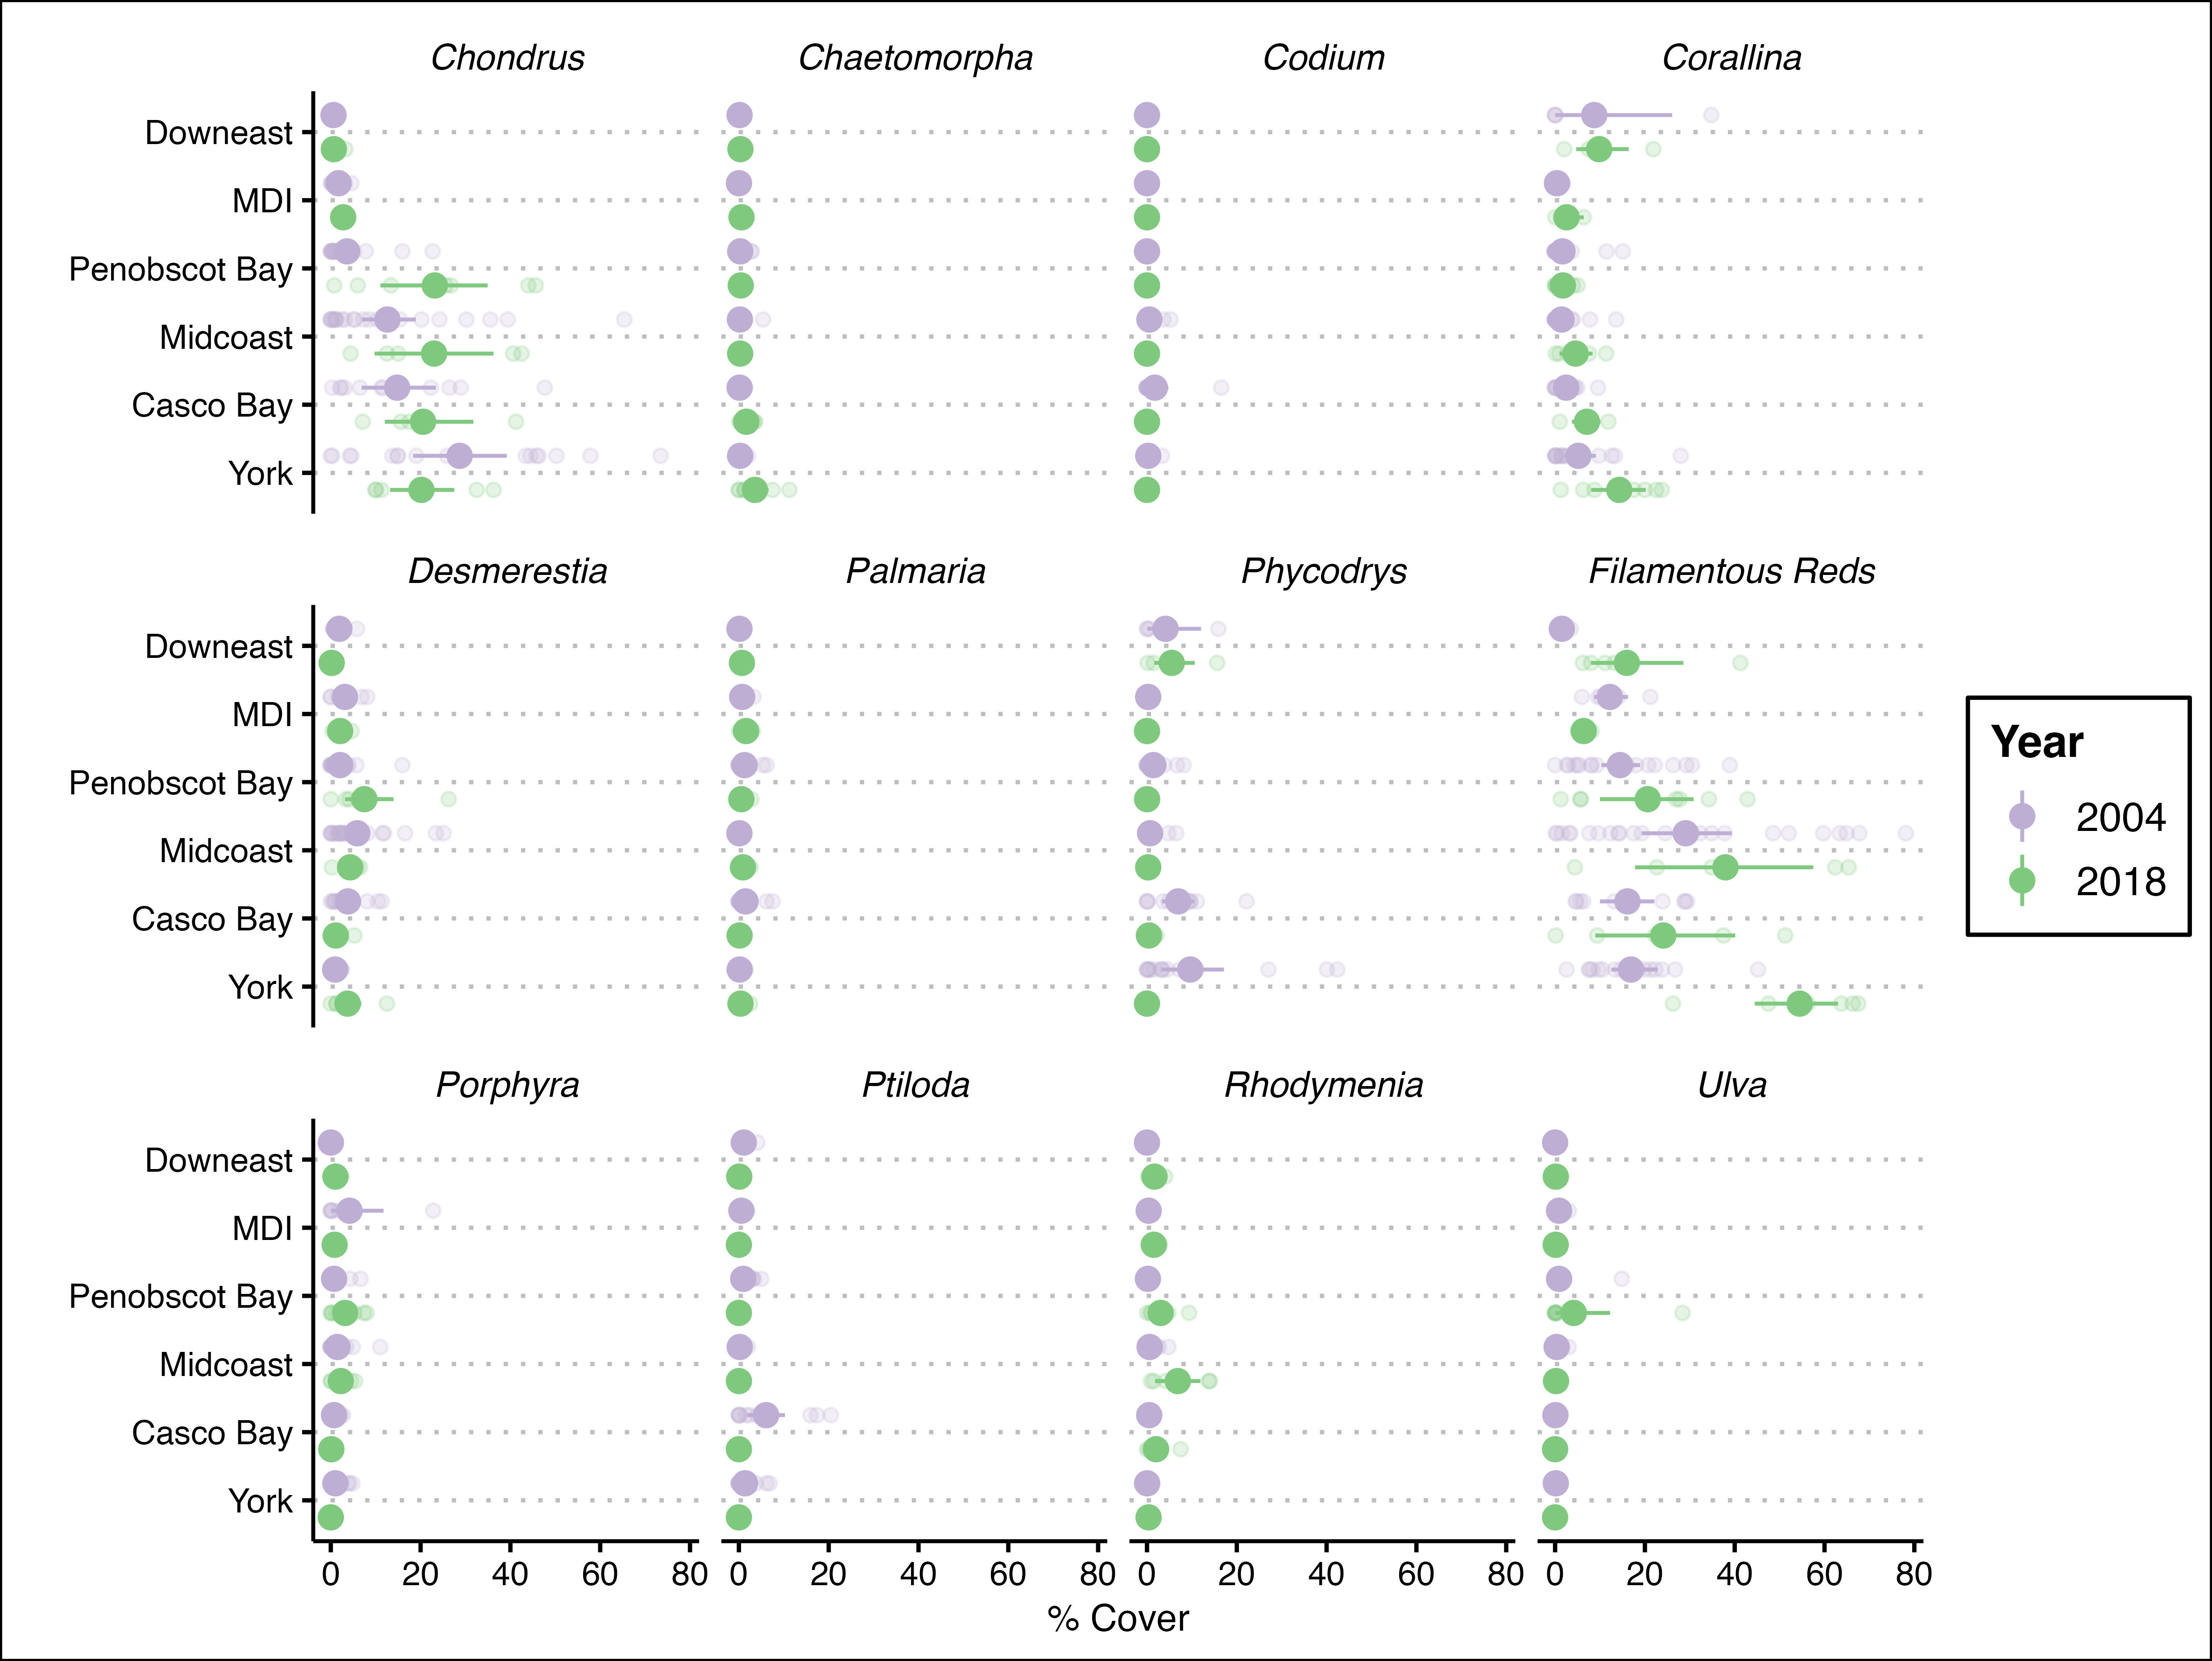 Chondrus Chaetomorpha Codium Corallina
Downeast
MDI
Penobscot Bay
Midcoast
Casco Bay
York
Desmerestia Palmaria Phycodrys Filamentous Reds
Downeast
MDI
Penobscot Bay
Midcoast
Casco Bay
York
Year
2004
2018
Porphyra Ptiloda Rhodymenia Ulva
Downeast
MDI
Penobscot Bay
Midcoast
Casco Bay
York
0 20 40 60 80 0 20 40 60 80 0 20 40 60 80 0 20 40 60 80
% Cover